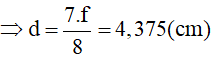 ⇒ d = 7.f/8 = 4,375(cm)